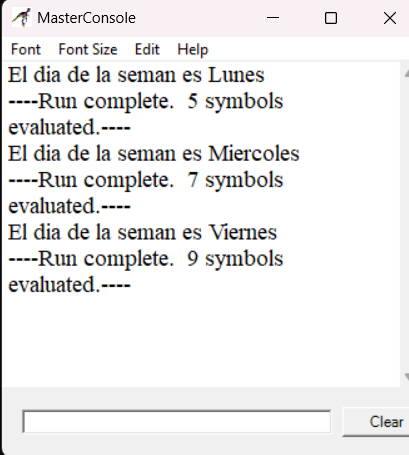 MasterConsole
Font Font Size Edit Help
El dia de la seman es Lunes
----Run complete.  5 symbols
evaluated.----
El dia de la seman es Miercoles
----Run complete.  7 symbols
evaluated.----
El dia de la seman es Viernes
----Run complete.  9 symbols
evaluated.----
Clear